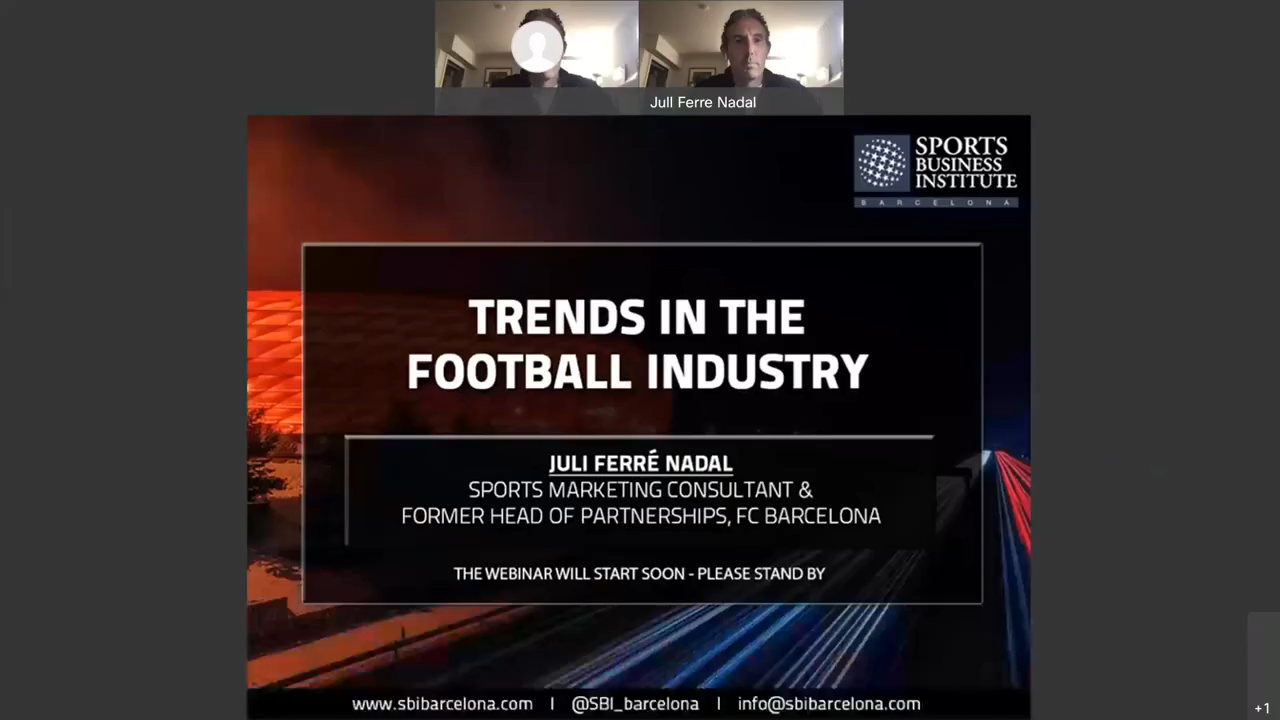 Jull Ferre Nadal
SPORTS
BUSINESS
INSTITUTE
BARCELONA
TRENDS IN THE
FOOTBALL INDUSTRY
JULI FERRÉ NADAL
SPORTS MARKETING CONSULTANT &
FORMER HEAD OF PARTNERSHIPS, FC BARCELONA
THE WEBINAR WILL START SOON - PLEASE STAND BY
www.sbibarcelona.com I @SBI_barcelona I info@sbibarcelona.com
+1